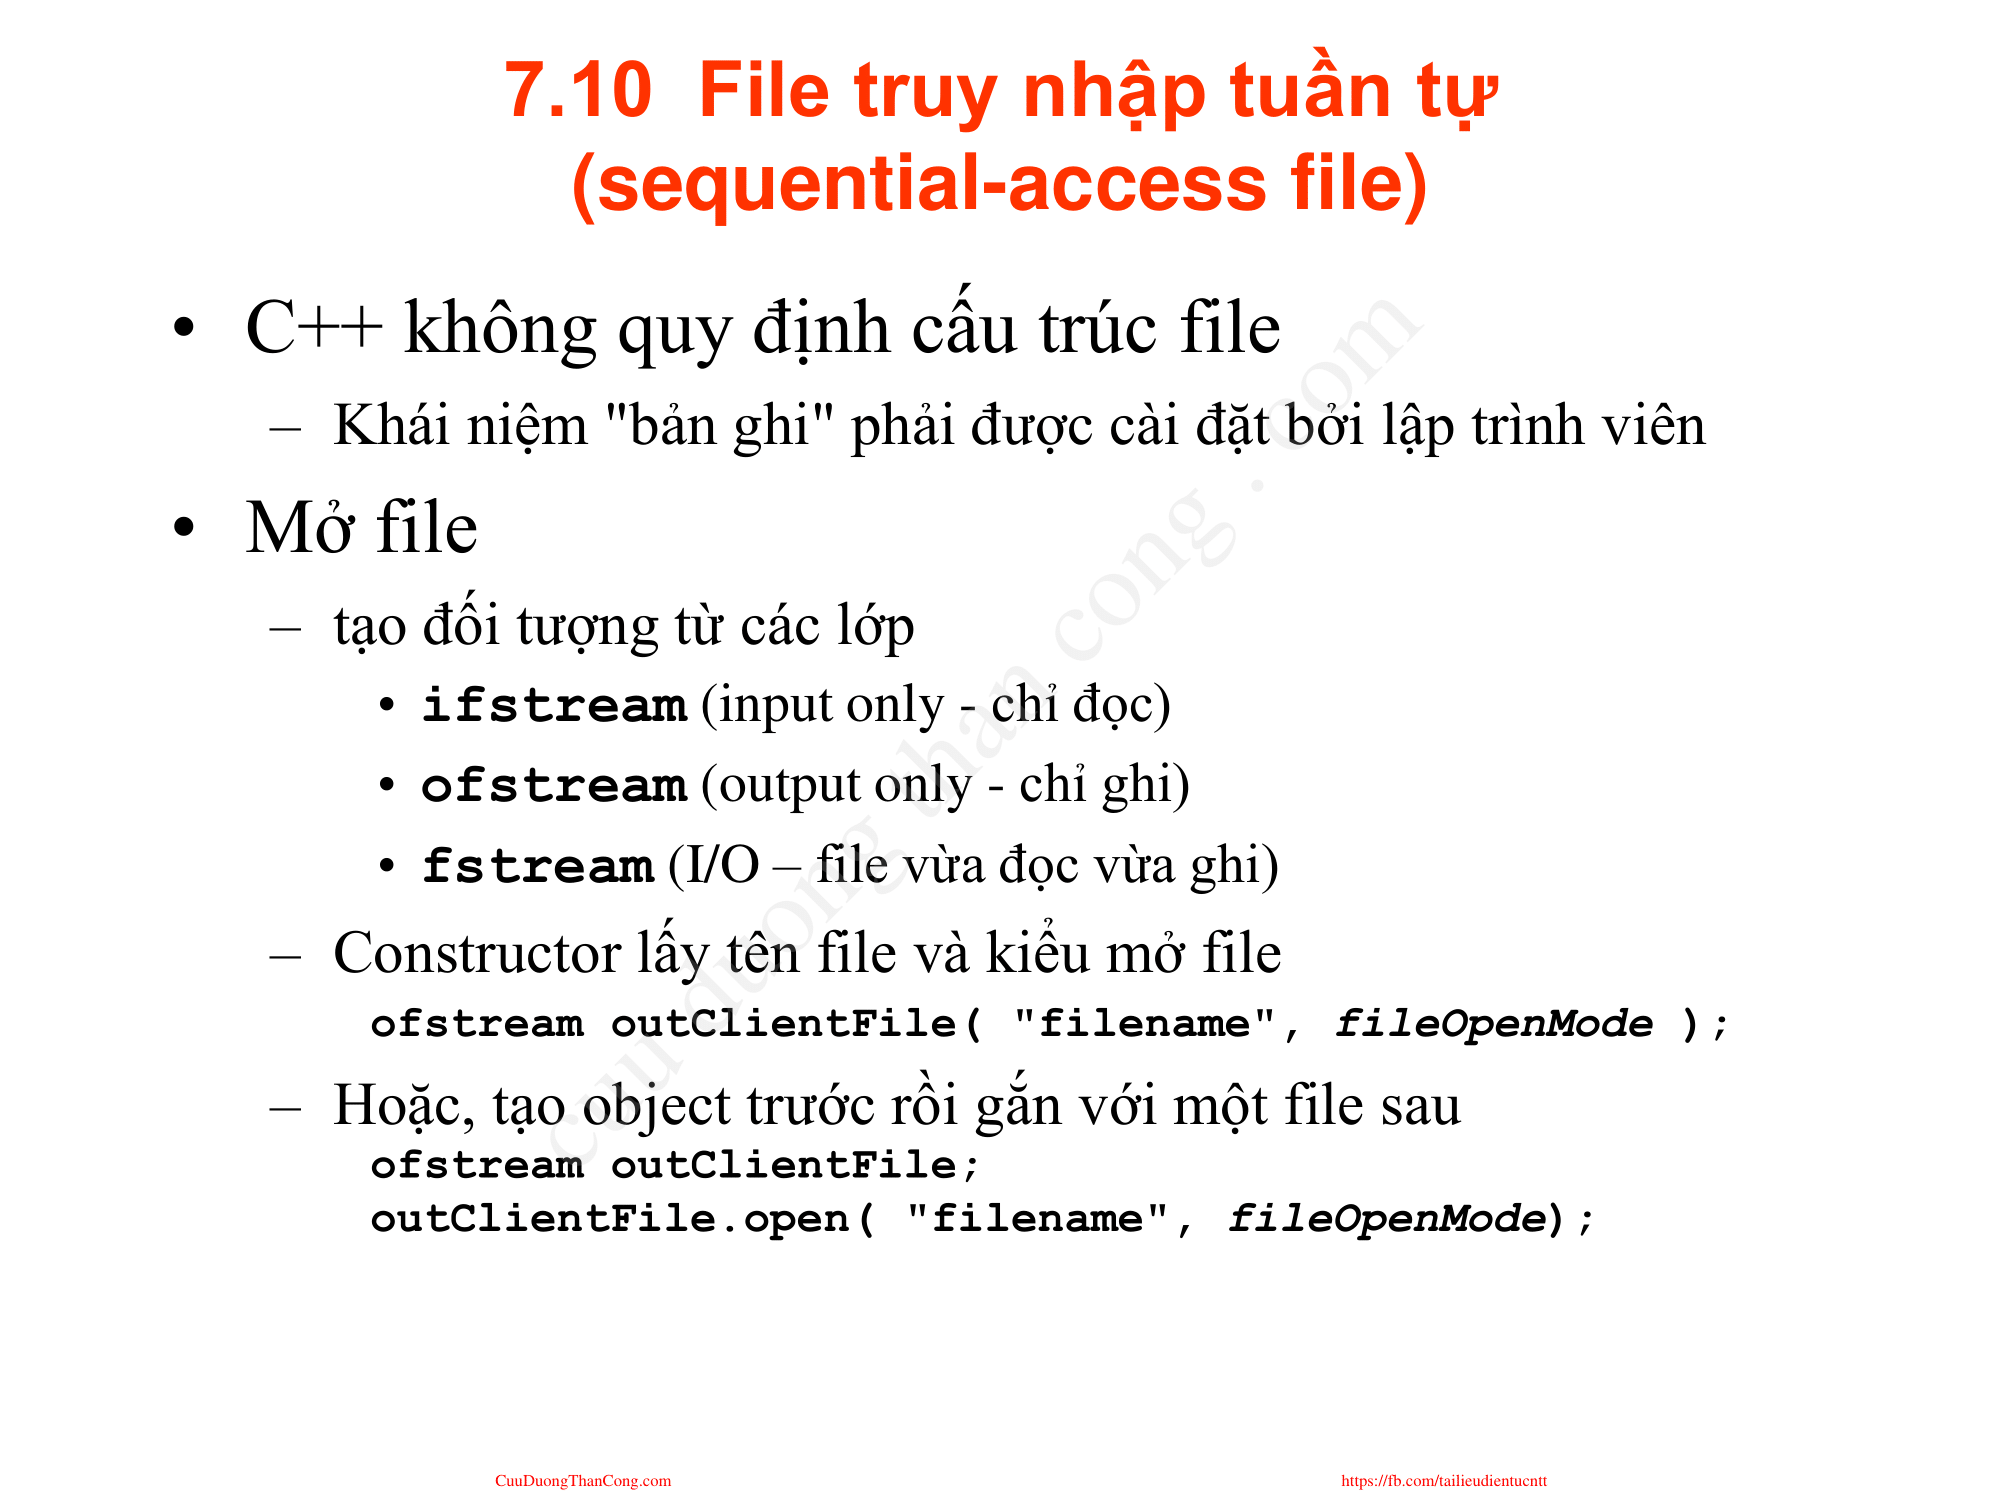 7.10 File truy nhập tuần tự
(sequential-access file)
• C++ không quy định cấu trúc file
– Khái niệm "bản ghi" phải được cài đặt bởi lập trình viên
• Mở file
– tạo đối tượng từ các lớp
• ifstream (input only - chỉ đọc)
• ofstream (output only - chỉ ghi)
• fstream (I/O – file vừa đọc vừa ghi)
– Constructor lấy tên file và kiểu mở file
ofstream outClientFile( "filename", fileOpenMode );
– Hoặc, tạo object trước rồi gắn với một file sau
ofstream outClientFile;
outClientFile.open( "filename", fileOpenMode);
cuu duong than cong . com
CuuDuongThanCong.com
https://fb.com/tailieudientucntt